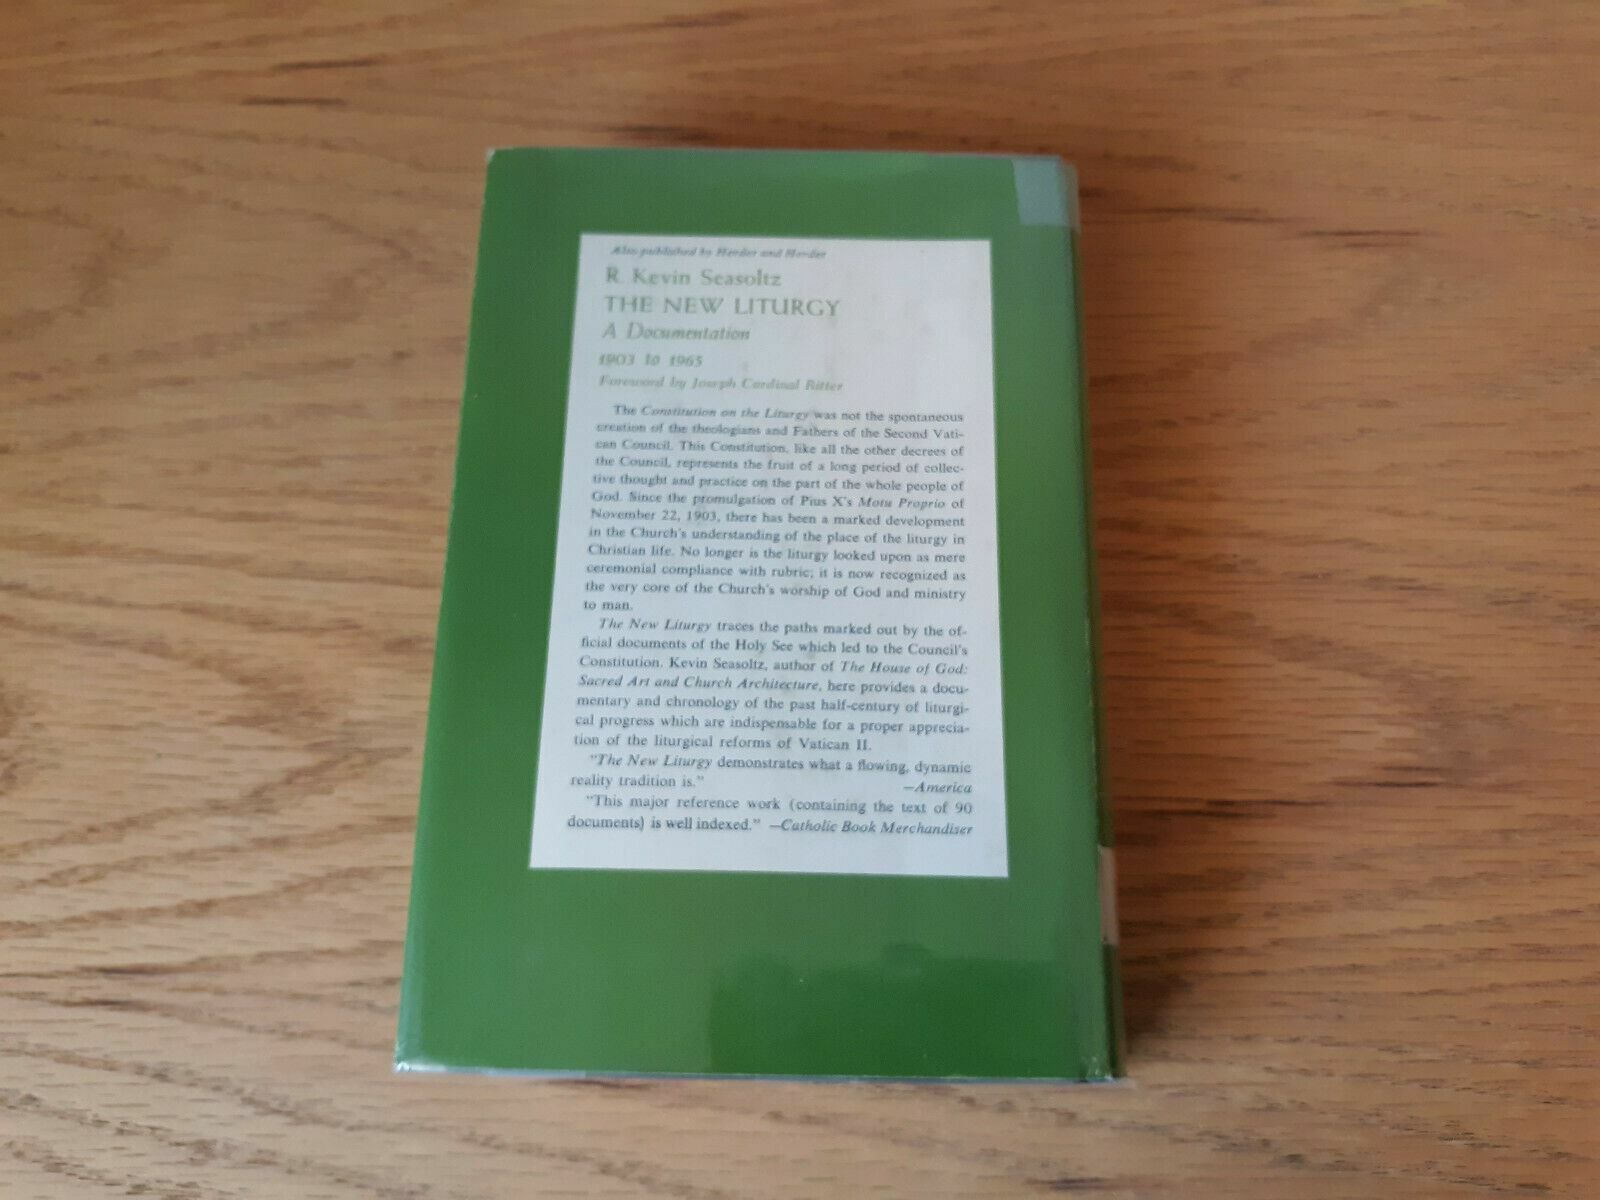 Also published by Herder and Herder
R. Kevin Seasoltz
THE NEW LITURGY
A Documentation
1903 to 1965
Foreword by Joseph Cardinal Ritter
The Constitution on the Liturgy was not the spontaneous
creation of the theologians and Fathers of the Second Vati-
can Council. This Constitution, like all the other decrees of
the Council, represents the fruit of a long period of collec-
tive thought and practice on the part of the whole people of
God. Since the promulgation of Pius X's Motu Proprio of
November 22, 1903, there has been a marked development
in the Church's understanding of the place of the liturgy in
Christian life. No longer is the liturgy looked upon as mere
ceremonial compliance with rubric; it is now recognized as
the very core of the Church's worship of God and ministry
to man.
The New Liturgy traces the paths marked out by the of-
ficial documents of the Holy See which led to the Council's
Constitution. Kevin Seasoltz, author of The House of God:
Sacred Art and Church Architecture, here provides a docu-
mentary and chronology of the past half-century of liturgi-
cal progress which are indispensable for a proper apprecia-
tion of the liturgical reforms of Vatican II.
"The New Liturgy demonstrates what a flowing, dynamic
reality tradition is." —America
"This major reference work (containing the text of 90
documents) is well indexed." —Catholic Book Merchandiser